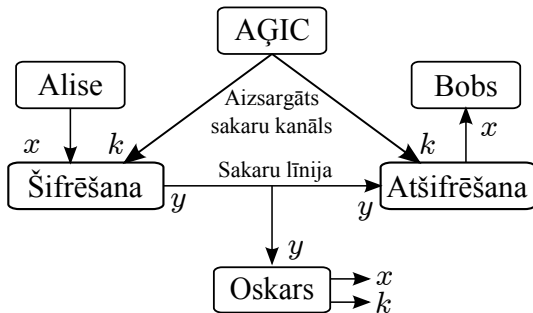 AĢIC
Alise
Bobs
Aizsargāts
sakaru kanāls
x
k
k
x
Šifrēšana
Sakaru līnija
Atšifrēšana
y
y
y
Oskars
x
k